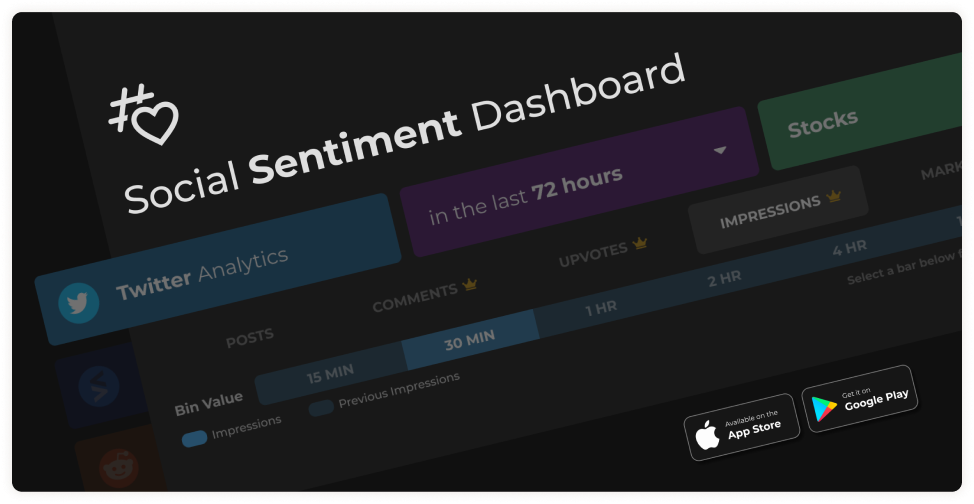 Social Sentiment Dashboard
Twitter Analytics
in the last 72 hours
Stocks
POSTS
COMMENTS
UPVOTES
IMPRESSIONS
Bin Value
15 MIN
30 MIN
1 HR
2 HR
4 HR
Select a bar below
Impressions
Previous Impressions
Available on the
App Store
Get it on
Google Play